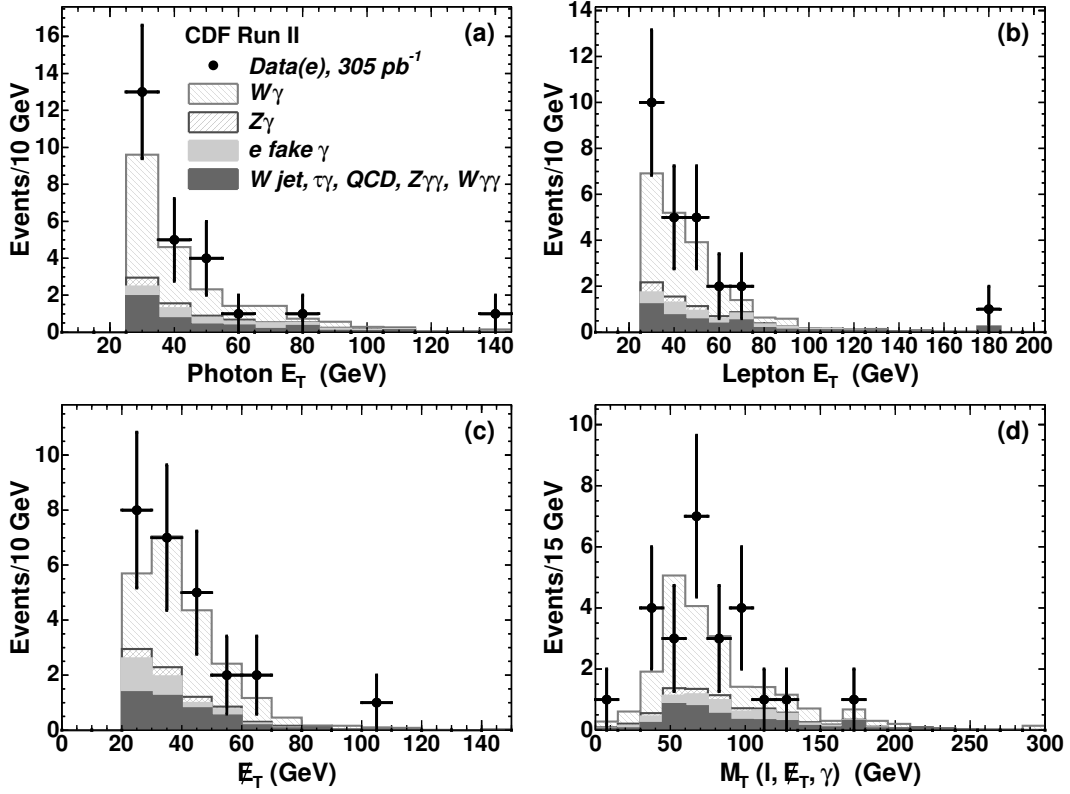 (a)
CDF Run II
Data(e), 305 pb⁻¹
Wγ
Zγ
e fake γ
W jet, τγ, QCD, Zγγ, Wγγ
Events/10 GeV
16
14
12
10
8
6
4
2
0
20 40 60 80 100 120 140
Photon E_T (GeV)
(b)
Events/10 GeV
14
12
10
8
6
4
2
0
20 40 60 80 100 120 140 160 180 200
Lepton E_T (GeV)
(c)
Events/10 GeV
10
8
6
4
2
0
0 20 40 60 80 100 120 140
E̸_T (GeV)
(d)
Events/15 GeV
10
8
6
4
2
0
0 50 100 150 200 250 300
M_T (l, E̸_T, γ) (GeV)